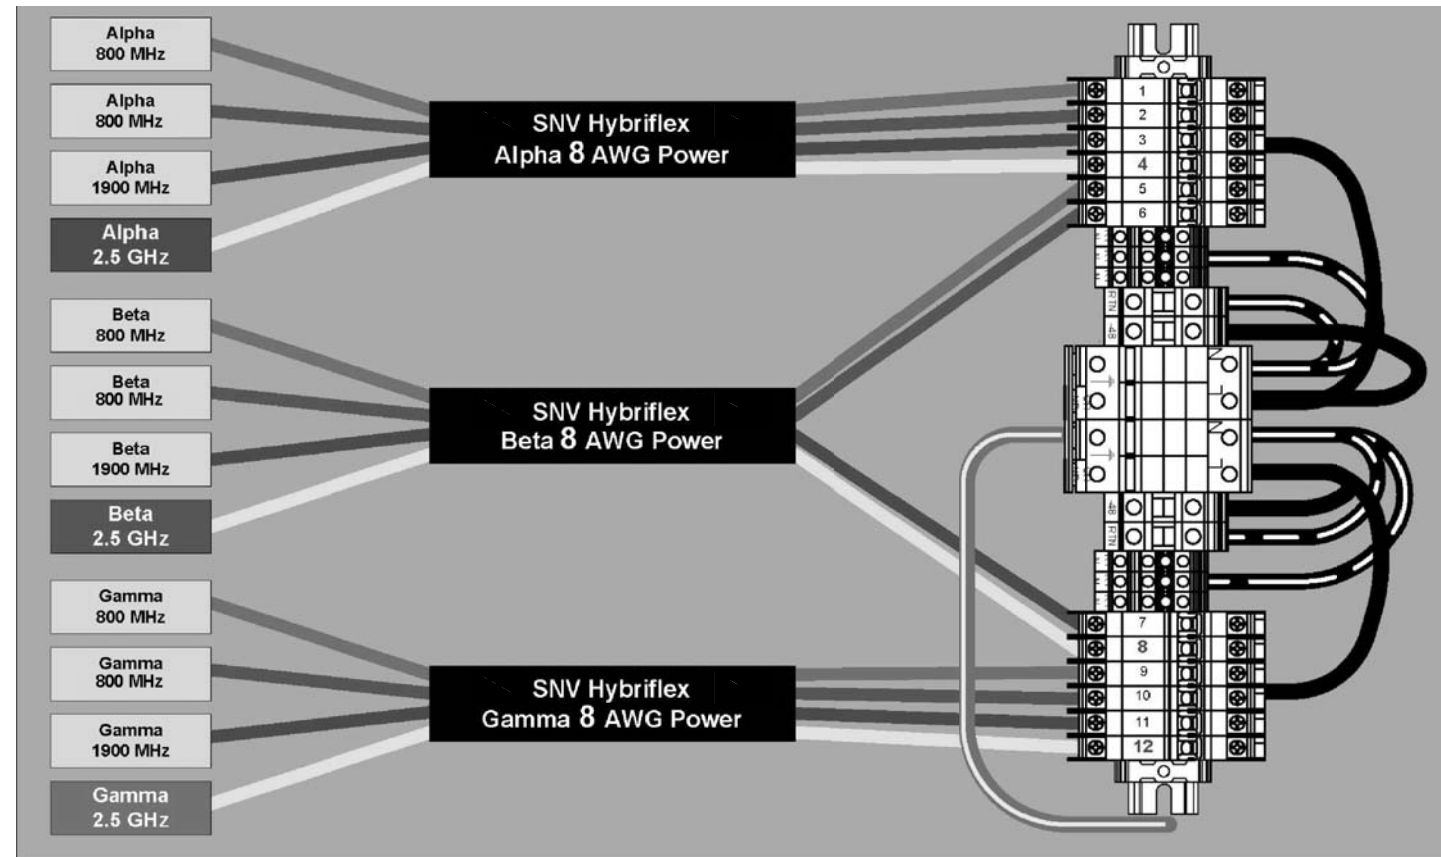 Alpha
800 MHz
Alpha
800 MHz
Alpha
1900 MHz
Alpha
2.5 GHz
SNV Hybriflex
Alpha 8 AWG Power
Beta
800 MHz
Beta
800 MHz
Beta
1900 MHz
Beta
2.5 GHz
SNV Hybriflex
Beta 8 AWG Power
Gamma
800 MHz
Gamma
800 MHz
Gamma
1900 MHz
Gamma
2.5 GHz
SNV Hybriflex
Gamma 8 AWG Power
1
2
3
4
5
6
RTN
-48
N
L
N
L
-48
RTN
7
8
9
10
11
12